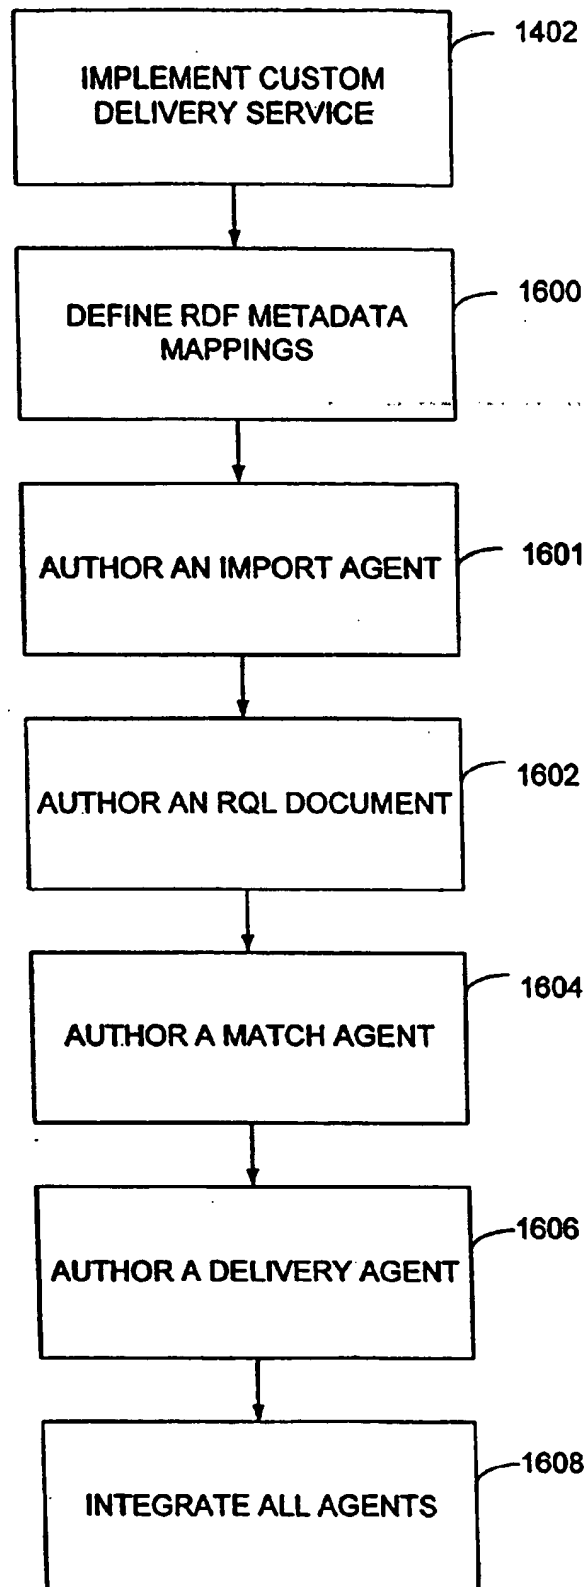 1402
IMPLEMENT CUSTOM
DELIVERY SERVICE
1600
DEFINE RDF METADATA
MAPPINGS
1601
AUTHOR AN IMPORT AGENT
1602
AUTHOR AN RQL DOCUMENT
1604
AUTHOR A MATCH AGENT
1606
AUTHOR A DELIVERY AGENT
1608
INTEGRATE ALL AGENTS